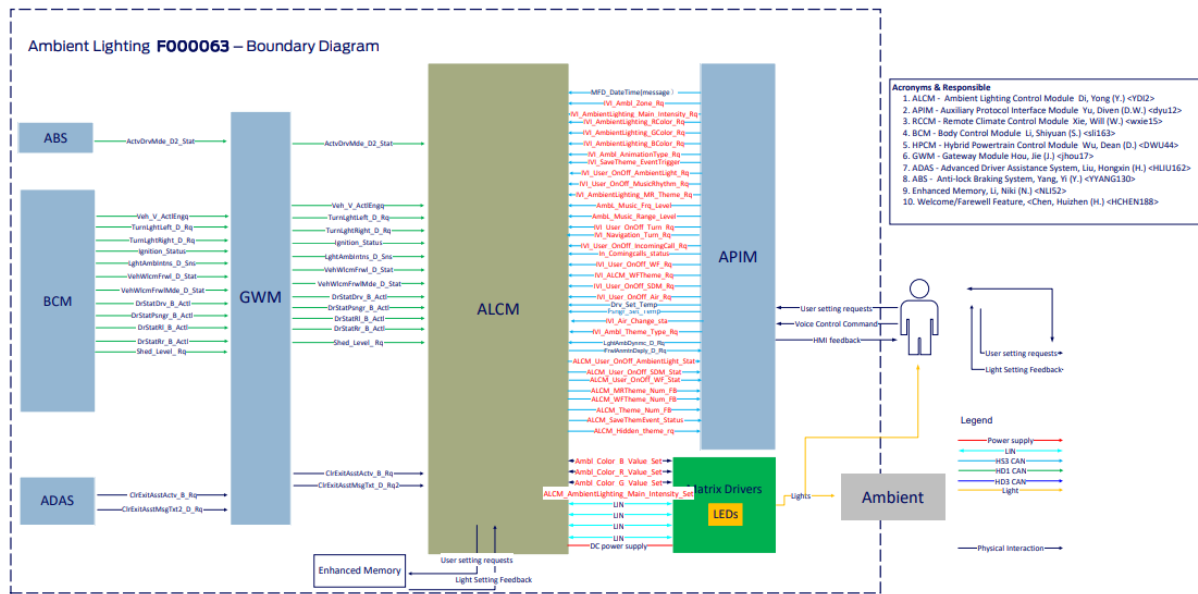 Ambient Lighting F000063 – Boundary Diagram
ABS
ActvDrvMde_D2_Stat
BCM
Veh_V_ActlEngq
TurnLghtLeft_D_Rq
TurnLghtRight_D_Rq
Ignition_Status
LghtAmbIntns_D_Sns
VehWlcmFrwl_D_Stat
VehWlcmFrwlMde_D_Stat
DrStatDrv_B_Actl
DrStatPsngr_B_Actl
DrStatRl_B_Actl
DrStatRr_B_Actl
Shed_Level_ Rq
ADAS
ClrExitAsstActv_B_Rq
ClrExitAsstMsgTxt2_D_Rq
GWM
ActvDrvMde_D2_Stat
Veh_V_ActlEngq
TurnLghtLeft_D_Rq
TurnLghtRight_D_Rq
Ignition_Status
LghtAmbIntns_D_Sns
VehWlcmFrwl_D_Stat
VehWlcmFrwlMde_D_Stat
DrStatDrv_B_Actl
DrStatPsngr_B_Actl
DrStatRl_B_Actl
DrStatRr_B_Actl
Shed_Level_ Rq
ClrExitAsstActv_B_Rq
ClrExitAsstMsgTxt_D_Rq2
ALCM
Enhanced Memory
User setting requests
Light Setting Feedback
MFD_DateTime(message )
IVI_Ambl_Zone_Rq
IVI_AmbientLighting_Main_Intensity_Rq
IVI_AmbientLighting_RColor_Rq
IVI_AmbientLighting_GColor_Rq
IVI_AmbientLighting_BColor_Rq
IVI_Ambl_AnimationType_Rq
IVI_SaveTheme_EventTrigger
IVI_User_OnOff_AmbientLight_Rq
IVI_User_OnOff_MusicRhythm_Rq
IVI_AmbientLighting_MR_Theme_Rq
AmbL_Music_Frq_Level
AmbL_Music_Range_Level
IVI_User_OnOff_Turn_Rq
IVI_Navigation_Turn_Rq
IVI_User_OnOff_IncomingCall_Rq
In_Comingcalls_status
IVI_User_OnOff_WF_Rq
IVI_ALCM_WFTheme_Rq
IVI_User_OnOff_SDM_Rq
IVI_User_OnOff_Air_Rq
Drv_Set_Temp
IVI_Air_Change_sta
IVI_Ambl_Theme_Type_Rq
LghtAmbDynmc_D_Rq
FrwlAnmtnDeply_D_Rq
ALCM_User_OnOff_AmbientLight_Stat
ALCM_User_OnOff_SDM_Stat
ALCM_User_OnOff_WF_Stat
ALCM_MRTheme_Num_FB
ALCM_WFTheme_Num_FB
ALCM_Theme_Num_FB
ALCM_SaveThemEvent_Status
ALCM_Hidden_theme_rq
APIM
Ambl_Color_B_Value_Set
Ambl_Color_R_Value_Set
Ambl_Color_G_Value_Set
ALCM_AmbientLighting_Main_Intensity_Set
LIN
LIN
LIN
LIN
DC power supply
Matrix Drivers
LEDs
Lights
Ambient
User setting requests
Voice Control Command
HMI feedback
User setting requests
Light Setting Feedback
Acronyms & Responsible
1. ALCM - Ambient Lighting Control Module Di, Yong (Y.) <YDI2>
2. APIM - Auxiliary Protocol Interface Module Yu, Diven (D.W.) <dyu12>
3. RCCM - Remote Climate Control Module Xie, Will (W.) <wxie15>
4. BCM - Body Control Module Li, Shiyuan (S.) <sli163>
5. HPCM - Hybrid Powertrain Control Module Wu, Dean (D.) <DWU44>
6. GWM - Gateway Module Hou, Jie (J.) <jhou17>
7. ADAS - Advanced Driver Assistance System, Liu, Hongxin (H.) <HLIU162>
8. ABS - Anti-lock Braking System, Yang, Yi (Y.) <YYANG130>
9. Enhanced Memory, Li, Niki (N.) <NLI52>
10. Welcome/Farewell Feature, <Chen, Huizhen (H.) <HCHEN188>
Legend
Power supply
LIN
HS3 CAN
HD1 CAN
HD3 CAN
Light
Physical Interaction